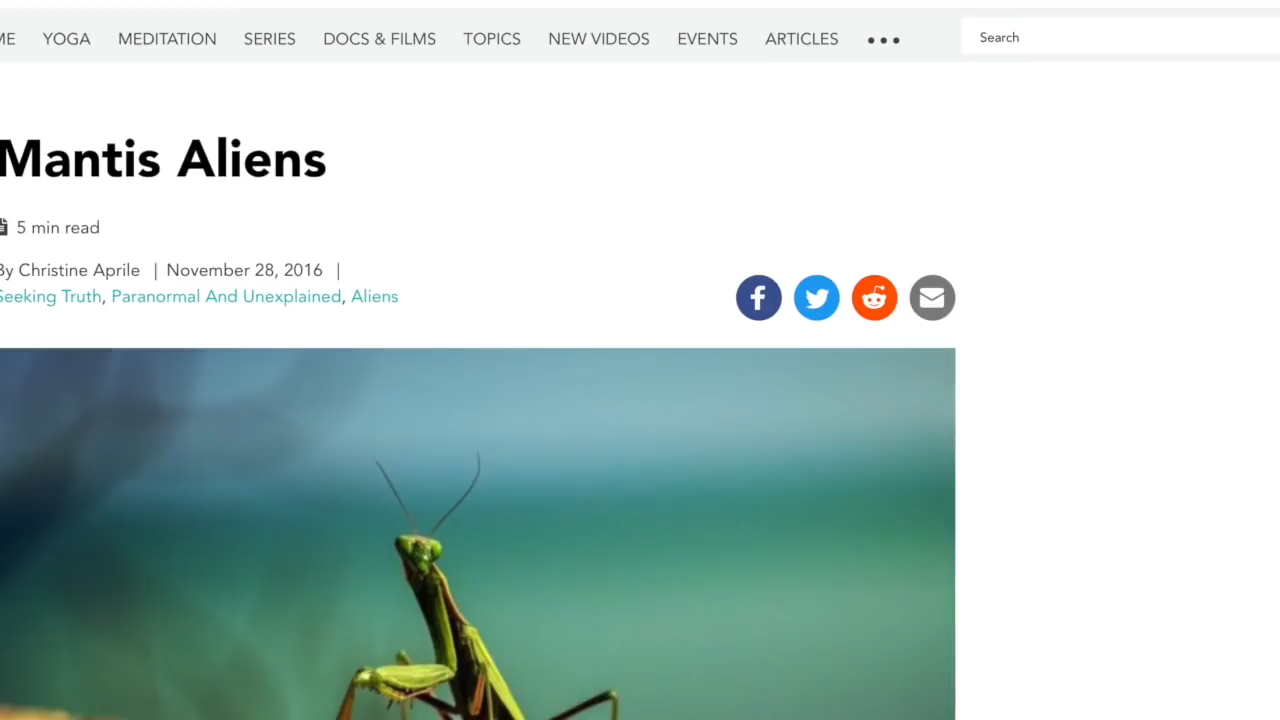 ME YOGA MEDITATION SERIES DOCS & FILMS TOPICS NEW VIDEOS EVENTS ARTICLES ••• Search
Mantis Aliens
5 min read
By Christine Aprile | November 28, 2016 |
Seeking Truth, Paranormal And Unexplained, Aliens